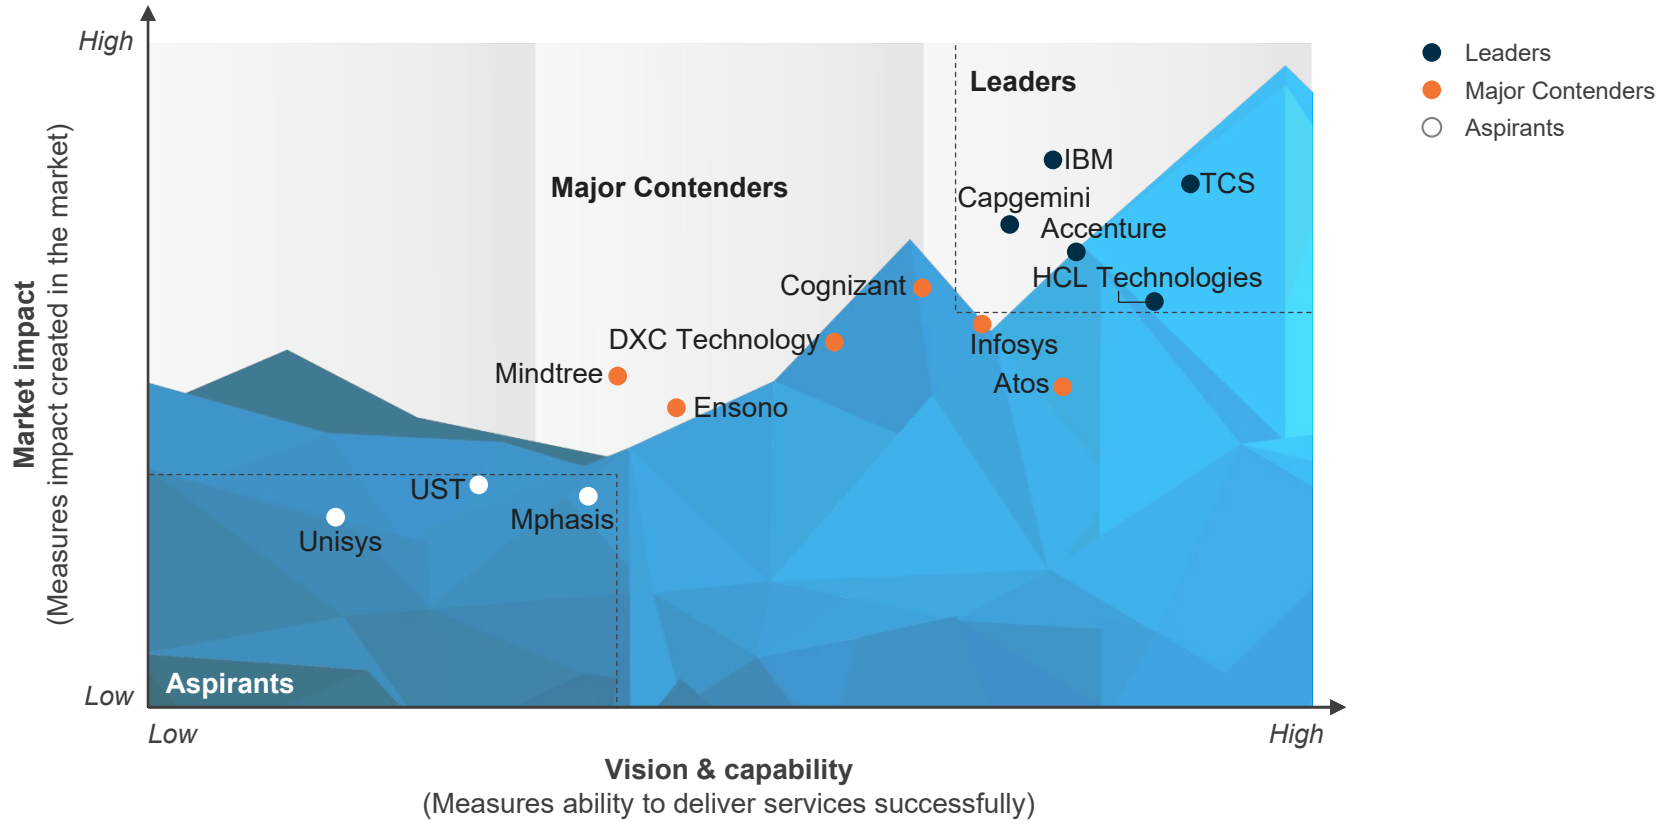 High
Leaders
Leaders
Major Contenders
Aspirants
IBM
TCS
Major Contenders
Capgemini
Accenture
HCL Technologies
Cognizant
DXC Technology
Infosys
Mindtree
Atos
Ensono
UST
Mphasis
Unisys
Aspirants
Market impact
(Measures impact created in the market)
Low
Low
High
Vision & capability
(Measures ability to deliver services successfully)